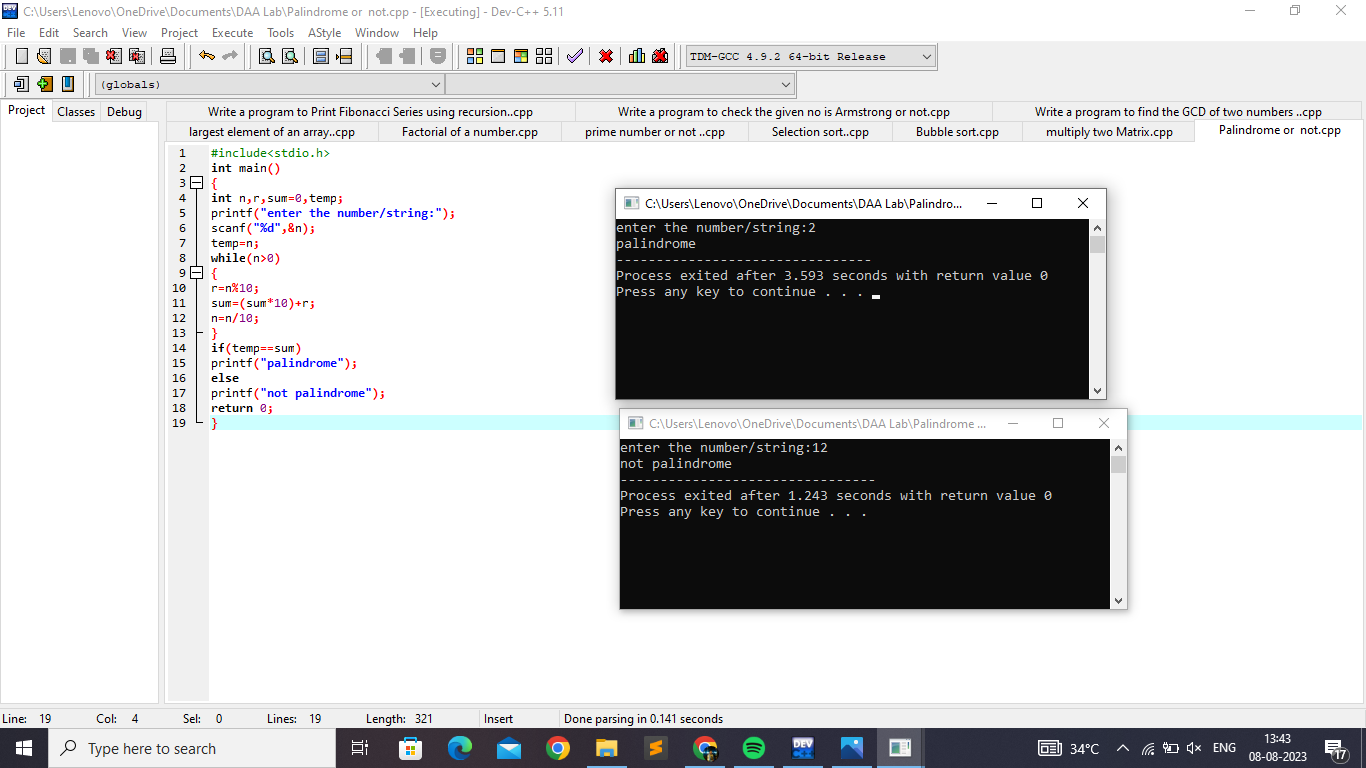 C:\Users\Lenovo\OneDrive\Documents\DAA Lab\Palindrome or  not.cpp - [Executing] - Dev-C++ 5.11
File Edit Search View Project Execute Tools AStyle Window Help
TDM-GCC 4.9.2 64-bit Release
(globals)
Project Classes Debug
Write a program to Print Fibonacci Series using recursion..cpp Write a program to check the given no is Armstrong or not.cpp Write a program to find the GCD of two numbers ..cpp
largest element of an array..cpp Factorial of a number.cpp prime number or not ..cpp Selection sort..cpp Bubble sort.cpp multiply two Matrix.cpp Palindrome or  not.cpp
1 #include<stdio.h>
2 int main()
3 {
4 int n,r,sum=0,temp;
5 printf("enter the number/string:");
6 scanf("%d",&n);
7 temp=n;
8 while(n>0)
9 {
10 r=n%10;
11 sum=(sum*10)+r;
12 n=n/10;
13 }
14 if(temp==sum)
15 printf("palindrome");
16 else
17 printf("not palindrome");
18 return 0;
19 }
C:\Users\Lenovo\OneDrive\Documents\DAA Lab\Palindro...
enter the number/string:2
palindrome
--------------------------------
Process exited after 3.593 seconds with return value 0
Press any key to continue . . .
C:\Users\Lenovo\OneDrive\Documents\DAA Lab\Palindrome ...
enter the number/string:12
not palindrome
--------------------------------
Process exited after 1.243 seconds with return value 0
Press any key to continue . . .
Line: 19 Col: 4 Sel: 0 Lines: 19 Length: 321 Insert Done parsing in 0.141 seconds
Type here to search
DEV
34°C ENG 13:43
08-08-2023
17